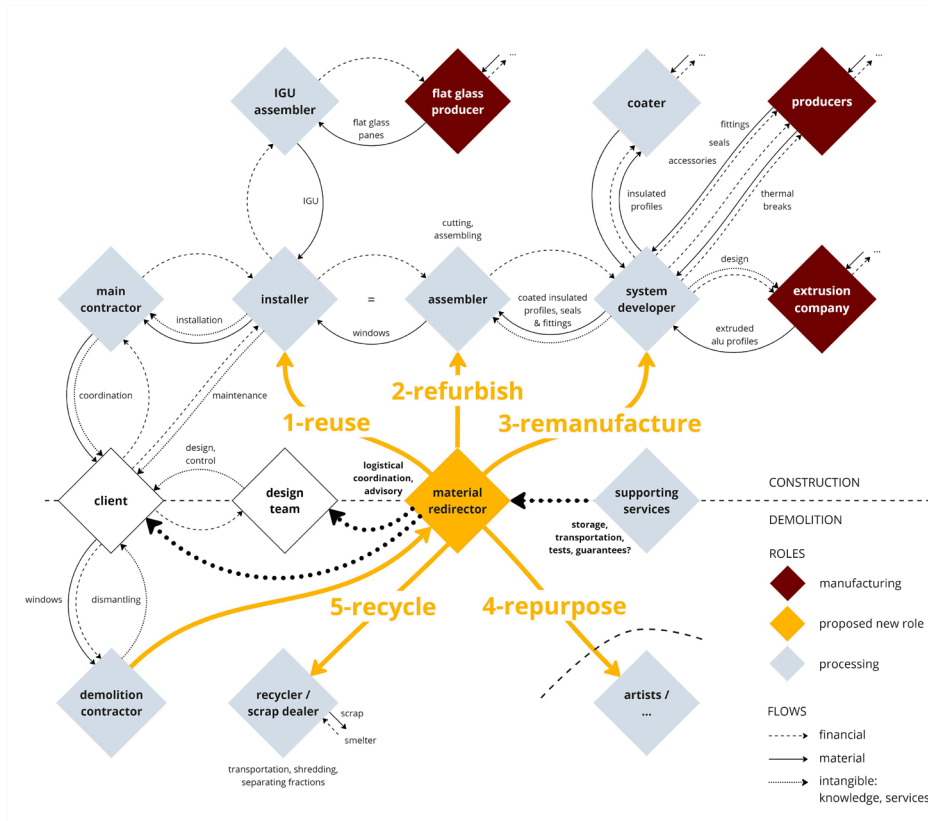 IGU
assembler
flat glass
producer
...
flat glass
panes
coater
...
producers
...
fittings
seals
accessories
insulated
profiles
thermal
breaks
IGU
cutting,
assembling
main
contractor
installation
installer
=
windows
assembler
coated insulated
profiles, seals
& fittings
system
developer
design
extruded
alu profiles
extrusion
company
...
coordination
maintenance
1-reuse
2-refurbish
3-remanufacture
client
design,
control
design
team
logistical
coordination,
advisory
material
redirector
supporting
services
storage,
transportation,
tests, guarantees?
CONSTRUCTION
DEMOLITION
windows
dismantling
5-recycle
4-repurpose
demolition
contractor
recycler /
scrap dealer
scrap
smelter
transportation, shredding,
separating fractions
artists /
...
ROLES
manufacturing
proposed new role
processing
FLOWS
financial
material
intangible:
knowledge, services